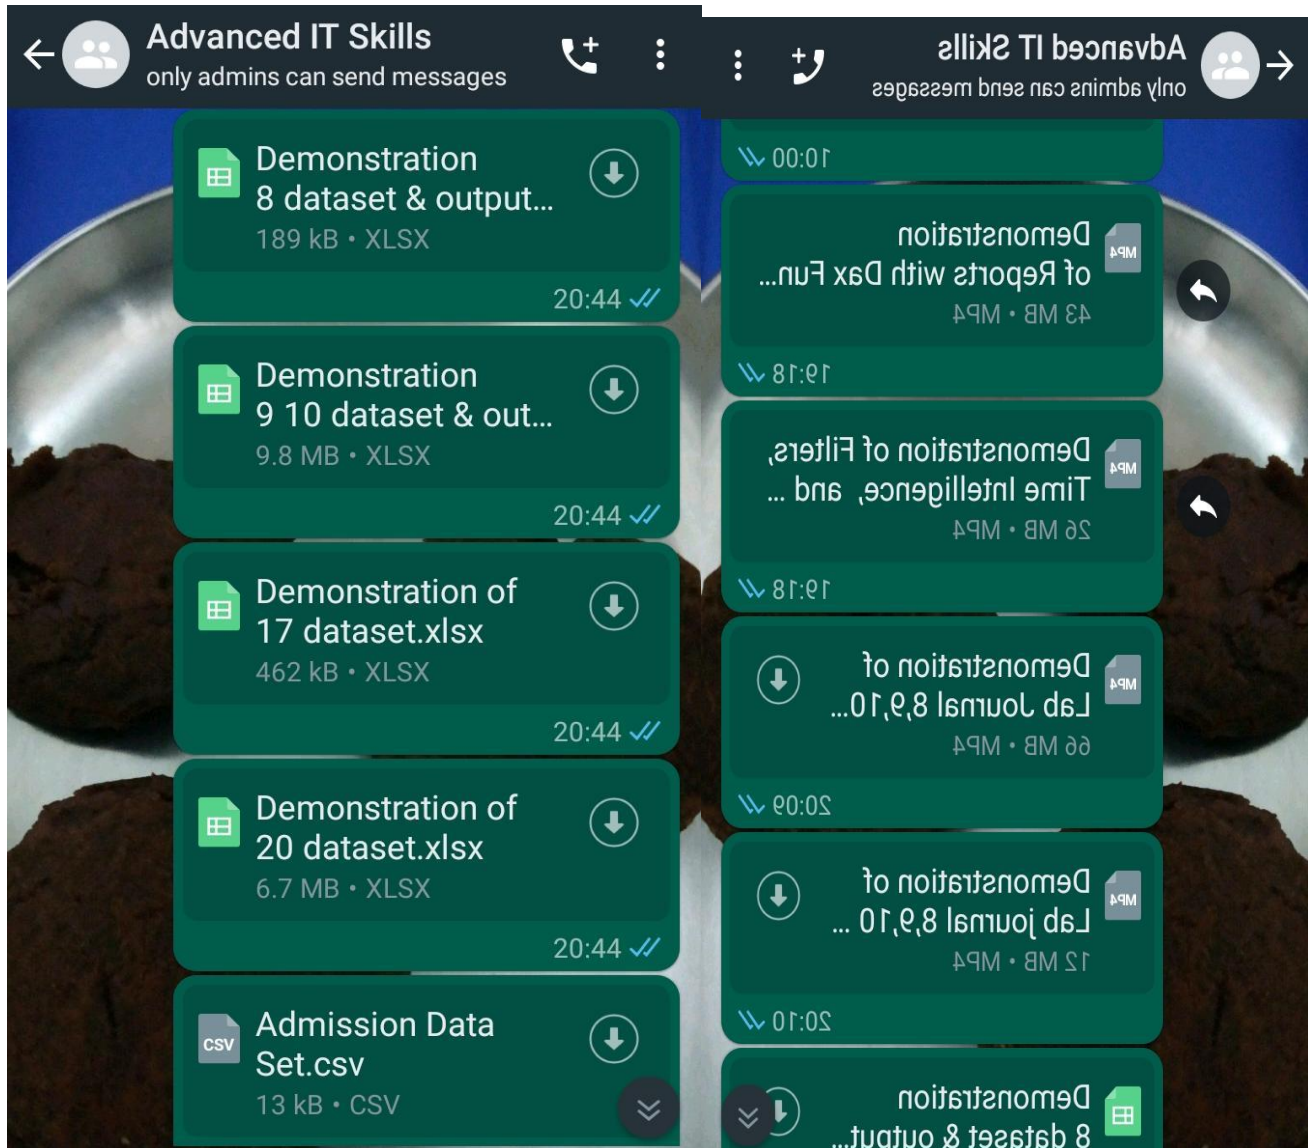 Advanced IT Skills
only admins can send messages
Demonstration
8 dataset & output...
189 kB • XLSX
20:44
Demonstration
9 10 dataset & out...
9.8 MB • XLSX
20:44
Demonstration of
17 dataset.xlsx
462 kB • XLSX
20:44
Demonstration of
20 dataset.xlsx
6.7 MB • XLSX
20:44
CSV
Admission Data
Set.csv
13 kB • CSV
Advanced IT Skills
only admins can send messages
10:00
MP4
Demonstration
of Reports with Dax Fun...
43 MB • MP4
19:18
MP4
Demonstration of Filters,
Time Intelligence,  and ...
26 MB • MP4
19:18
MP4
Demonstration of
Lab Journal 8,9,10...
66 MB • MP4
20:09
MP4
Demonstration of
Lab journal 8,9,10 ...
12 MB • MP4
20:10
Demonstration
8 dataset & output...